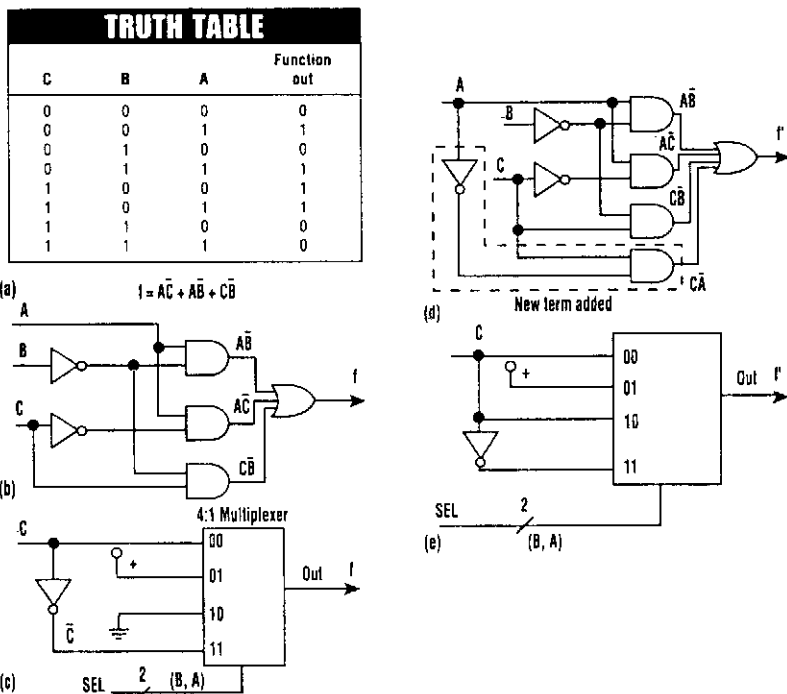 TRUTH TABLE
C B A Function out
0 0 0 0
0 0 1 1
0 1 0 0
0 1 1 1
1 0 0 1
1 0 1 1
1 1 0 0
1 1 1 0
(a) f = AC̄ + AB̄ + CB̄
A
B
C
AB̄
AC̄
CB̄
f
(b)
4:1 Multiplexer
C
00
+
01
Out f
10
C̄
11
(c) SEL 2 (B, A)
A
B
C
AB̄
AC̄
CB̄
CĀ
f'
(d) New term added
C
00
+
01
Out f'
10
11
SEL 2
(e) (B, A)